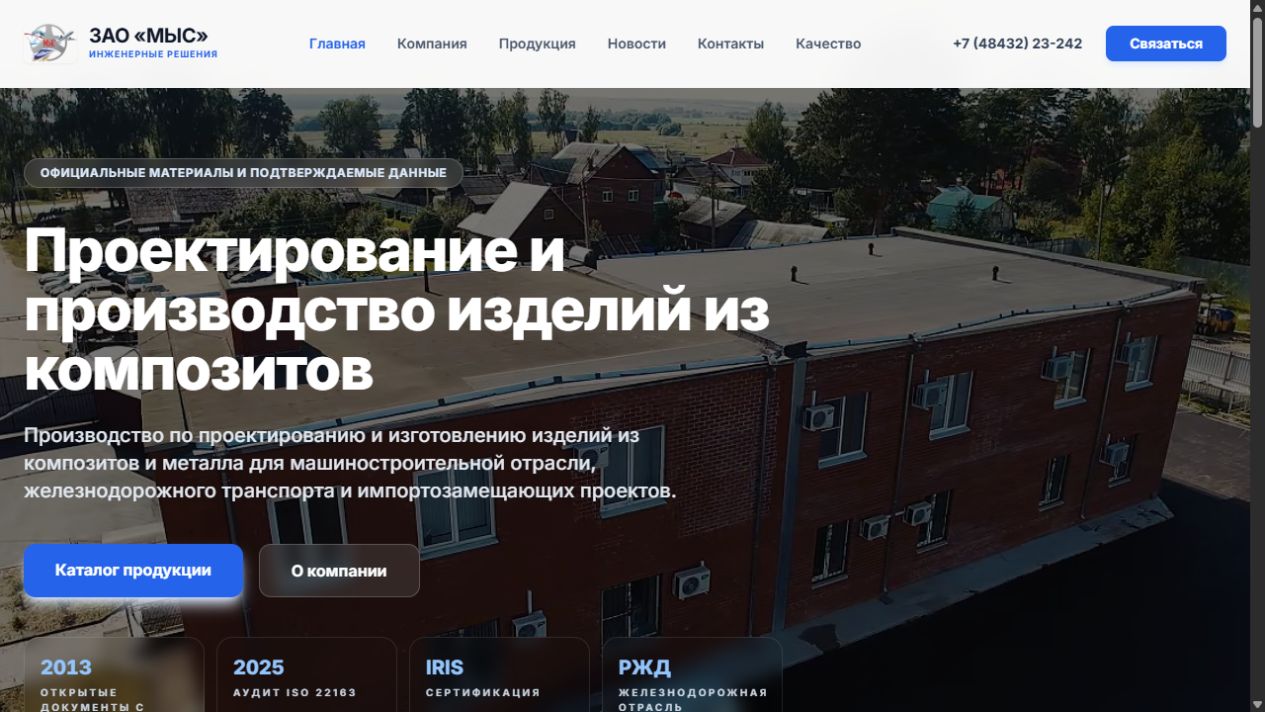 МЫС
ЗАО «МЫС»
ИНЖЕНЕРНЫЕ РЕШЕНИЯ
Главная
Компания
Продукция
Новости
Контакты
Качество
+7 (48432) 23-242
Связаться
ОФИЦИАЛЬНЫЕ МАТЕРИАЛЫ И ПОДТВЕРЖДАЕМЫЕ ДАННЫЕ
Проектирование и
производство изделий из
композитов
Производство по проектированию и изготовлению изделий из
композитов и металла для машиностроительной отрасли,
железнодорожного транспорта и импортозамещающих проектов.
Каталог продукции
О компании
2013
ОТКРЫТЫЕ
ДОКУМЕНТЫ С
2025
АУДИТ ISO 22163
IRIS
СЕРТИФИКАЦИЯ
РЖД
ЖЕЛЕЗНОДОРОЖНАЯ
ОТРАСЛЬ